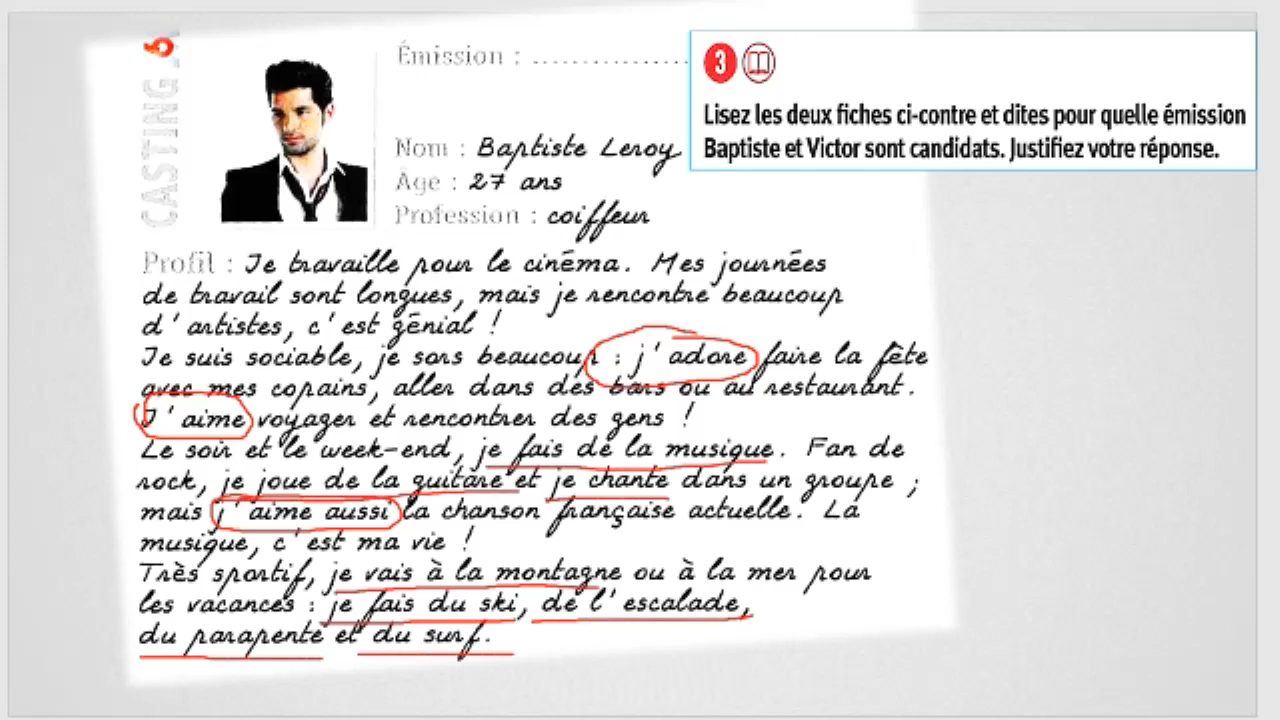 CASTING
6
Émission : ................
3
Lisez les deux fiches ci-contre et dites pour quelle émission
Baptiste et Victor sont candidats. Justifiez votre réponse.
Nom : Baptiste Leroy
Âge : 27 ans
Profession : coiffeur
Profil : Je travaille pour le cinéma. Mes journées
de travail sont longues, mais je rencontre beaucoup
d'artistes, c'est génial !
Je suis sociable, je sors beaucoup : j'adore faire la fête
avec mes copains, aller dans des bars ou au restaurant.
J'aime voyager et rencontrer des gens !
Le soir et le week-end, je fais de la musique. Fan de
rock, je joue de la guitare et je chante dans un groupe ;
mais j'aime aussi la chanson française actuelle. La
musique, c'est ma vie !
Très sportif, je vais à la montagne ou à la mer pour
les vacances : je fais du ski, de l'escalade,
du parapente et du surf.